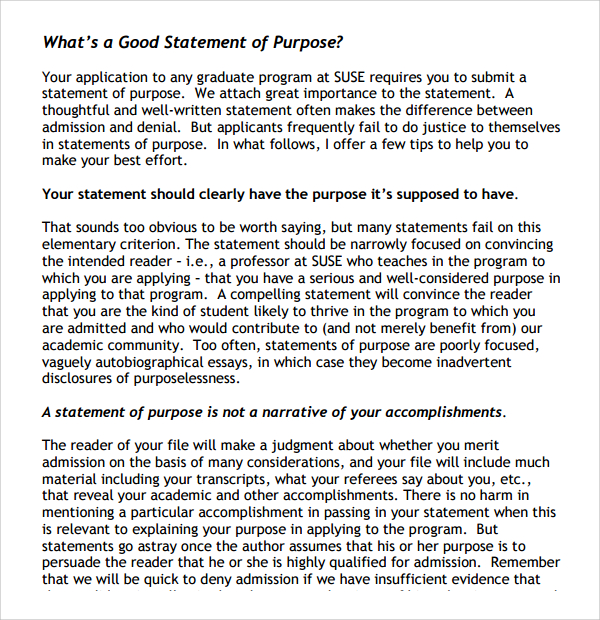 What's a Good Statement of Purpose?
Your application to any graduate program at SUSE requires you to submit a
statement of purpose.  We attach great importance to the statement.  A
thoughtful and well-written statement often makes the difference between
admission and denial.  But applicants frequently fail to do justice to themselves
in statements of purpose.  In what follows, I offer a few tips to help you to
make your best effort.
Your statement should clearly have the purpose it's supposed to have.
That sounds too obvious to be worth saying, but many statements fail on this
elementary criterion. The statement should be narrowly focused on convincing
the intended reader – i.e., a professor at SUSE who teaches in the program to
which you are applying – that you have a serious and well-considered purpose in
applying to that program.  A compelling statement will convince the reader
that you are the kind of student likely to thrive in the program to which you
are admitted and who would contribute to (and not merely benefit from) our
academic community.  Too often, statements of purpose are poorly focused,
vaguely autobiographical essays, in which case they become inadvertent
disclosures of purposelessness.
A statement of purpose is not a narrative of your accomplishments.
The reader of your file will make a judgment about whether you merit
admission on the basis of many considerations, and your file will include much
material including your transcripts, what your referees say about you, etc.,
that reveal your academic and other accomplishments. There is no harm in
mentioning a particular accomplishment in passing in your statement when this
is relevant to explaining your purpose in applying to the program.  But
statements go astray once the author assumes that his or her purpose is to
persuade the reader that he or she is highly qualified for admission.  Remember
that we will be quick to deny admission if we have insufficient evidence that